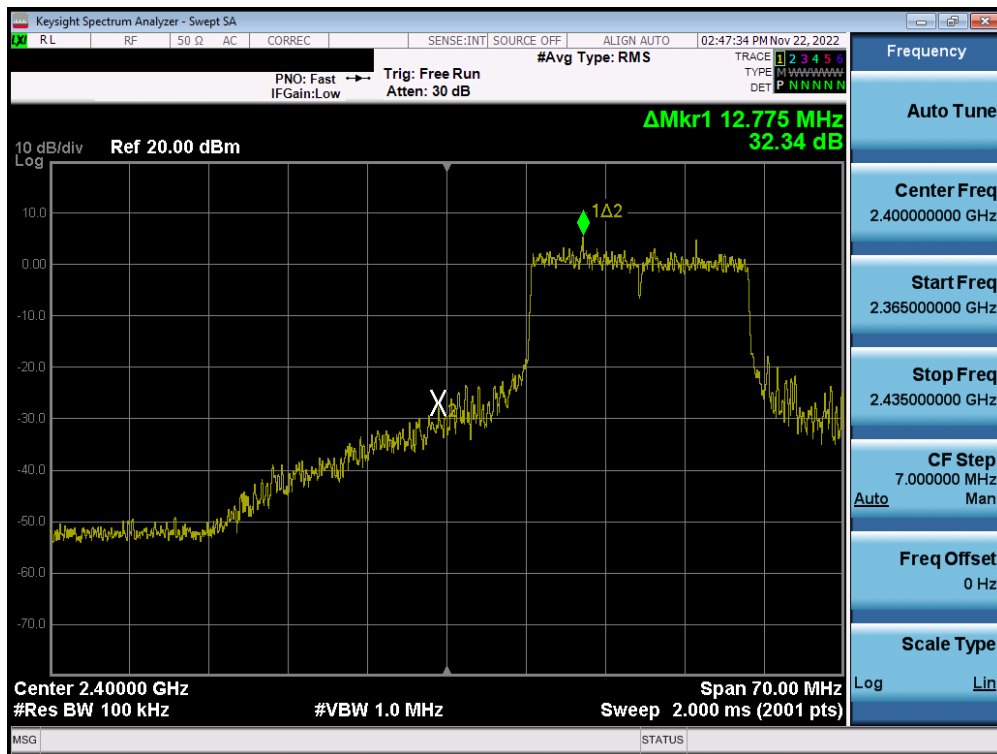 Keysight Spectrum Analyzer - Swept SA
LXI RL RF 50 Ω AC CORREC SENSE:INT SOURCE OFF ALIGN AUTO 02:47:34 PM Nov 22, 2022
#Avg Type: RMS
TRACE 1 2 3 4 5 6
PNO: Fast Trig: Free Run
TYPE MWWWWW
IFGain:Low Atten: 30 dB
DET P N N N N N
ΔMkr1 12.775 MHz
32.34 dB
10 dB/div Ref 20.00 dBm
Log
1Δ2
10.0
0.00
-10.0
-20.0
X2
-30.0
-40.0
-50.0
-60.0
-70.0
Center 2.40000 GHz Span 70.00 MHz
#Res BW 100 kHz #VBW 1.0 MHz Sweep 2.000 ms (2001 pts)
MSG STATUS
Frequency
Auto Tune
Center Freq
2.400000000 GHz
Start Freq
2.365000000 GHz
Stop Freq
2.435000000 GHz
CF Step
7.000000 MHz
Auto Man
Freq Offset
0 Hz
Scale Type
Log Lin